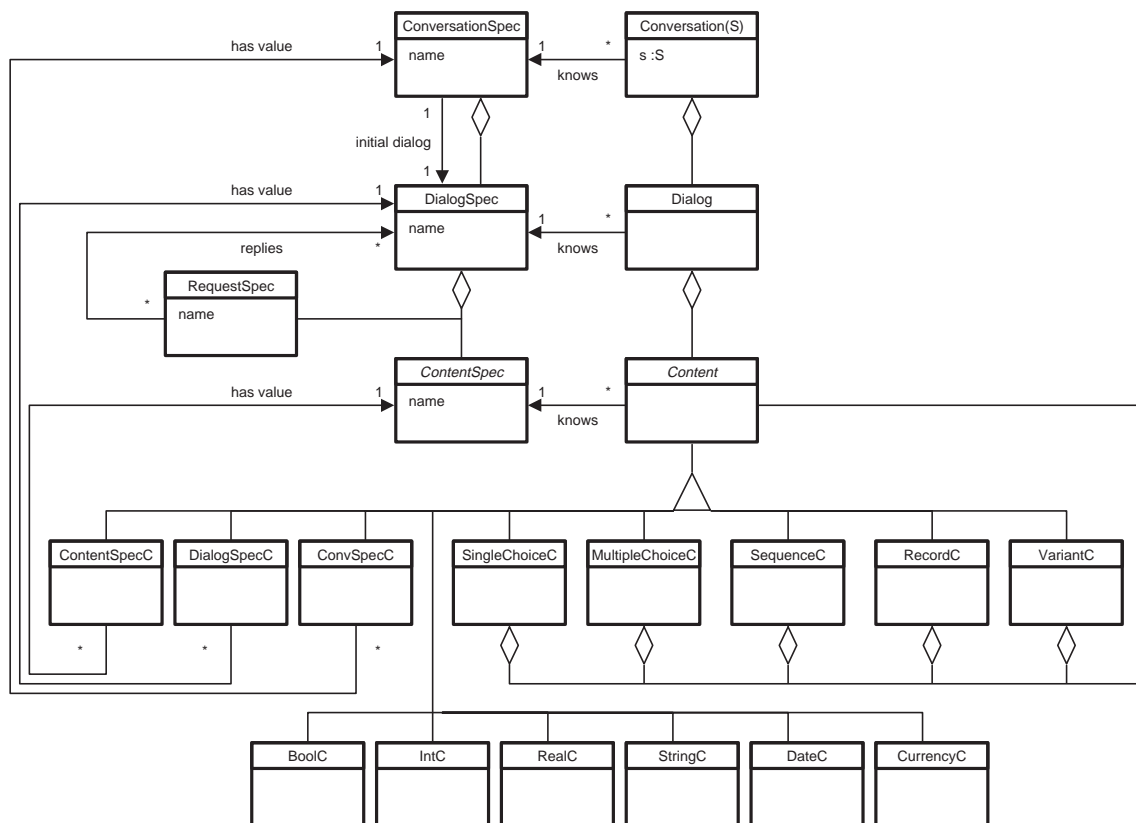 ConversationSpec
Conversation(S)
has value
1
name
1
*
s :S
knows
1
initial dialog
1
has value
1
DialogSpec
Dialog
name
1
*
replies
*
knows
RequestSpec
*
name
ContentSpec
Content
has value
1
name
1
*
knows
ContentSpecC
DialogSpecC
ConvSpecC
SingleChoiceC
MultipleChoiceC
SequenceC
RecordC
VariantC
*
*
*
BoolC
IntC
RealC
StringC
DateC
CurrencyC